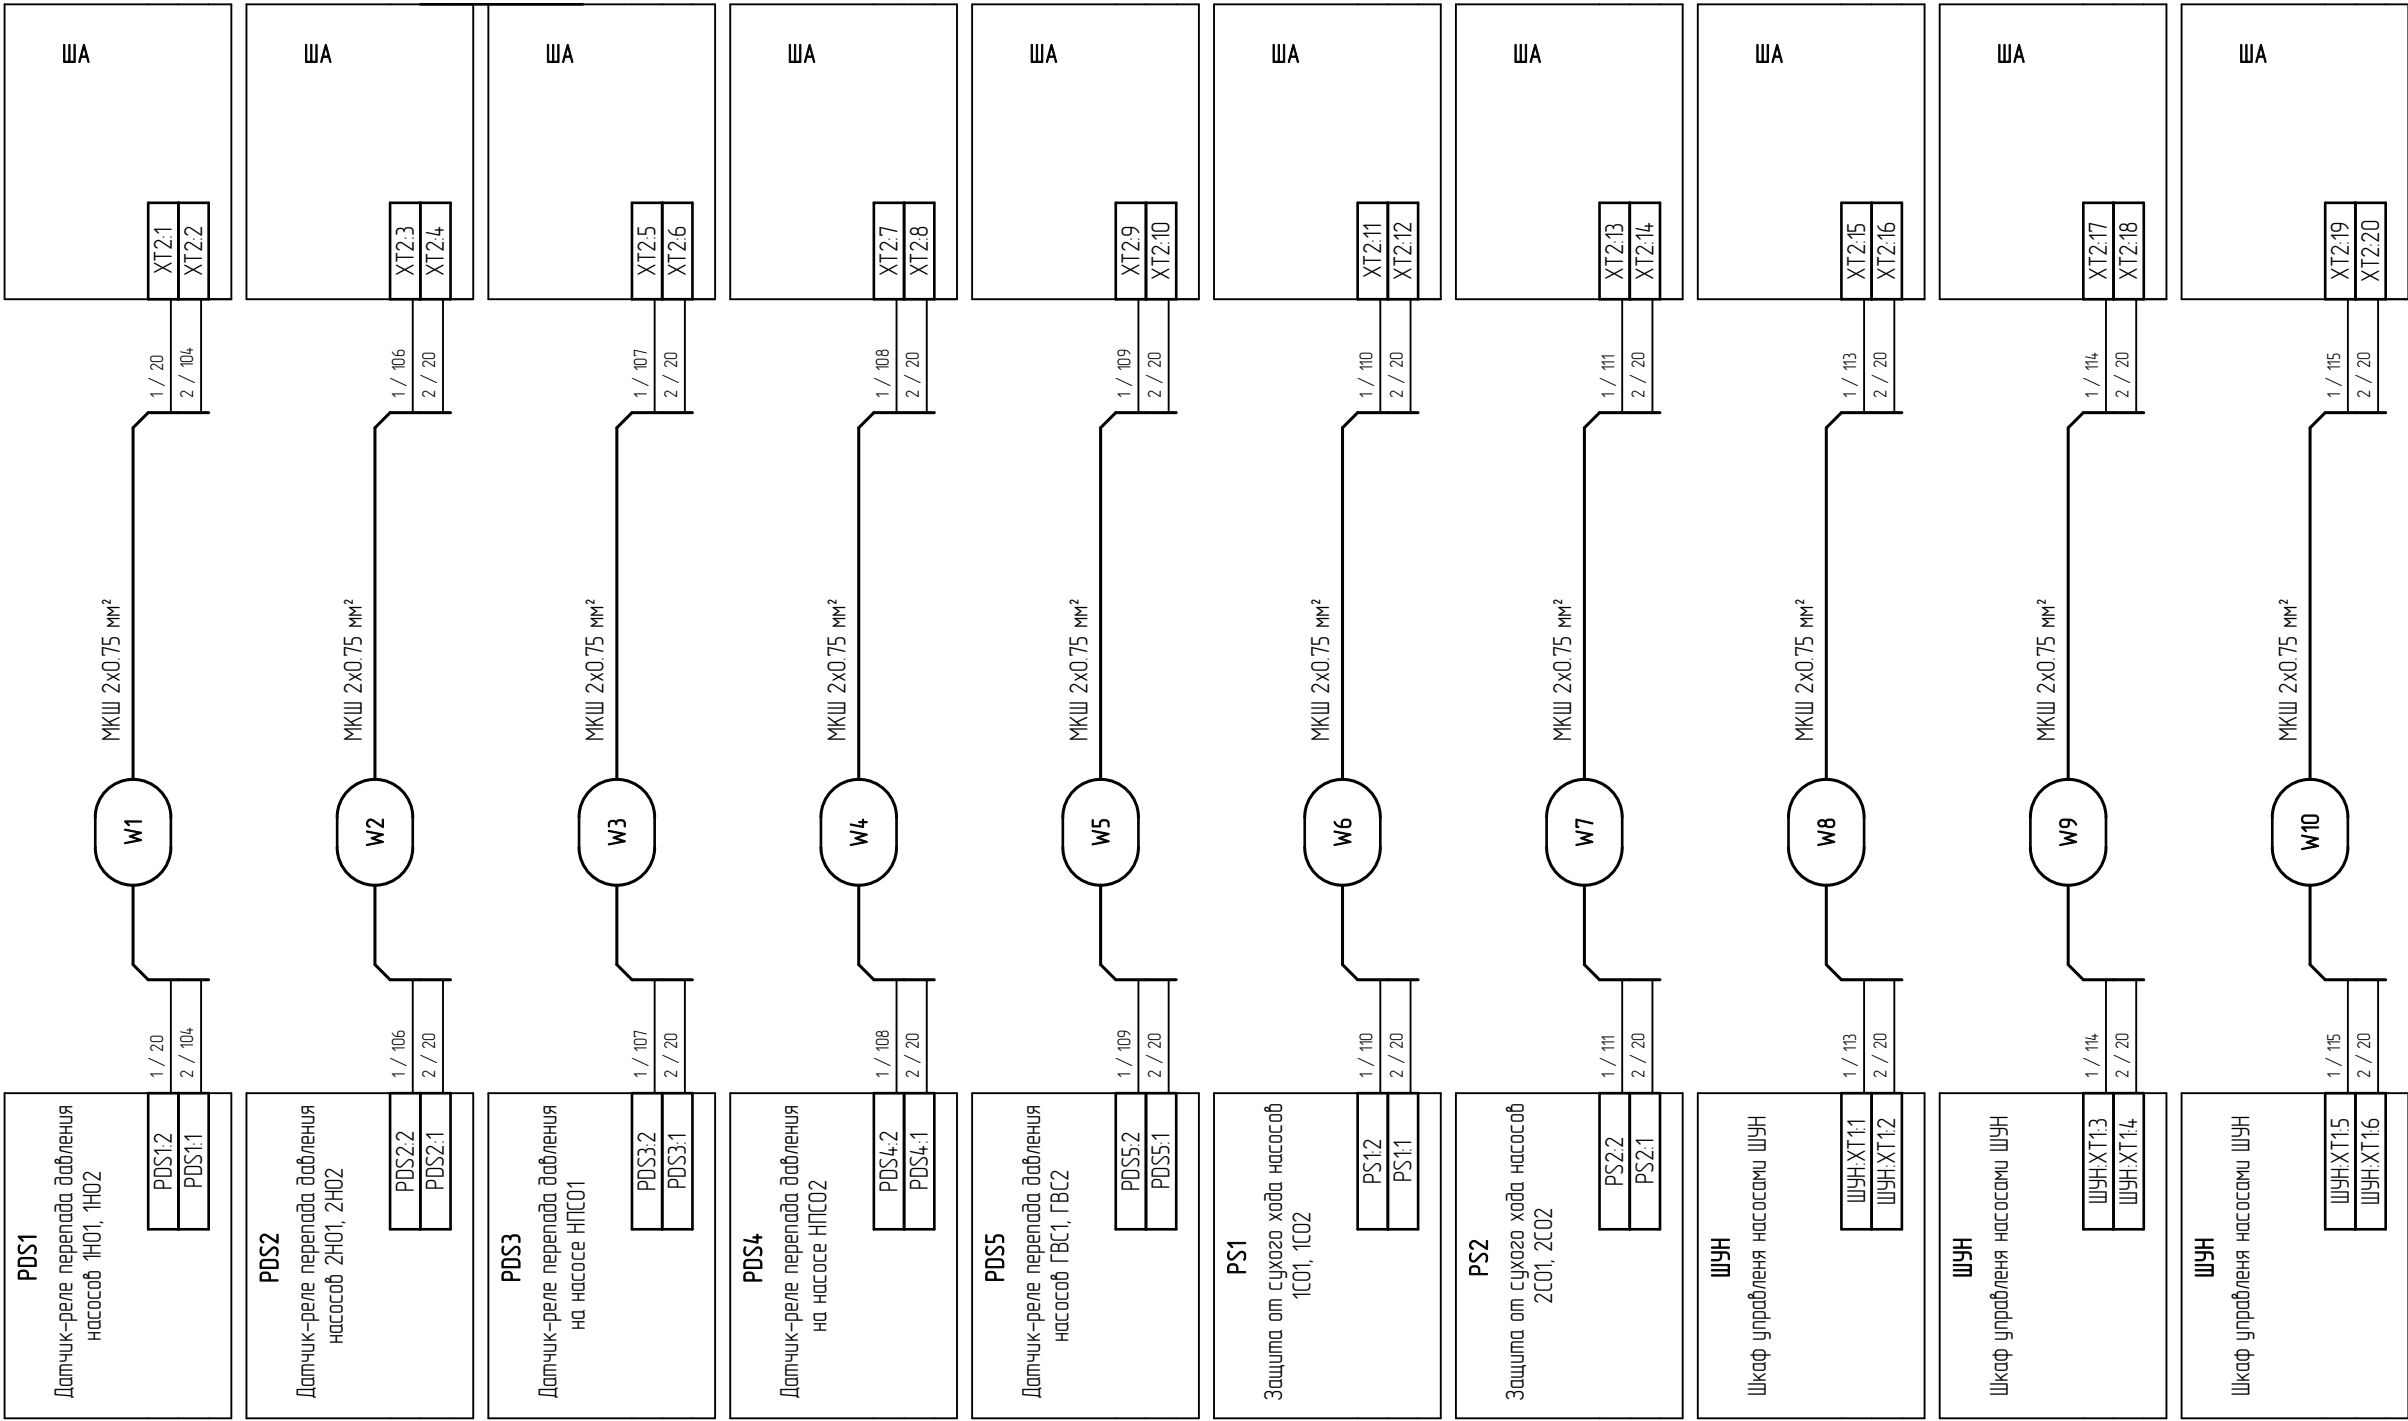 PDS1
Датчик-реле перепада давления
насосов 1НО1, 1НО2
PDS1:2
PDS1:1
1 / 20
2 / 104
W1
МКШ 2х0.75 мм²
1 / 20
2 / 104
XT2:1
XT2:2
ША
PDS2
Датчик-реле перепада давления
насосов 2НО1, 2НО2
PDS2:2
PDS2:1
1 / 106
2 / 20
W2
МКШ 2х0.75 мм²
1 / 106
2 / 20
XT2:3
XT2:4
ША
PDS3
Датчик-реле перепада давления
на насосе НПСО1
PDS3:2
PDS3:1
1 / 107
2 / 20
W3
МКШ 2х0.75 мм²
1 / 107
2 / 20
XT2:5
XT2:6
ША
PDS4
Датчик-реле перепада давления
на насосе НПСО2
PDS4:2
PDS4:1
1 / 108
2 / 20
W4
МКШ 2х0.75 мм²
1 / 108
2 / 20
XT2:7
XT2:8
ША
PDS5
Датчик-реле перепада давления
насосов ГВС1, ГВС2
PDS5:2
PDS5:1
1 / 109
2 / 20
W5
МКШ 2х0.75 мм²
1 / 109
2 / 20
XT2:9
XT2:10
ША
PS1
Защита от сухого хода насосов
1СО1, 1СО2
PS1:2
PS1:1
1 / 110
2 / 20
W6
МКШ 2х0.75 мм²
1 / 110
2 / 20
XT2:11
XT2:12
ША
PS2
Защита от сухого хода насосов
2СО1, 2СО2
PS2:2
PS2:1
1 / 111
2 / 20
W7
МКШ 2х0.75 мм²
1 / 111
2 / 20
XT2:13
XT2:14
ША
ШУН
Шкаф управленя насосами ШУН
ШУН:XT1:1
ШУН:XT1:2
1 / 113
2 / 20
W8
МКШ 2х0.75 мм²
1 / 113
2 / 20
XT2:15
XT2:16
ША
ШУН
Шкаф управленя насосами ШУН
ШУН:XT1:3
ШУН:XT1:4
1 / 114
2 / 20
W9
МКШ 2х0.75 мм²
1 / 114
2 / 20
XT2:17
XT2:18
ША
ШУН
Шкаф управленя насосами ШУН
ШУН:XT1:5
ШУН:XT1:6
1 / 115
2 / 20
W10
МКШ 2х0.75 мм²
1 / 115
2 / 20
XT2:19
XT2:20
ША